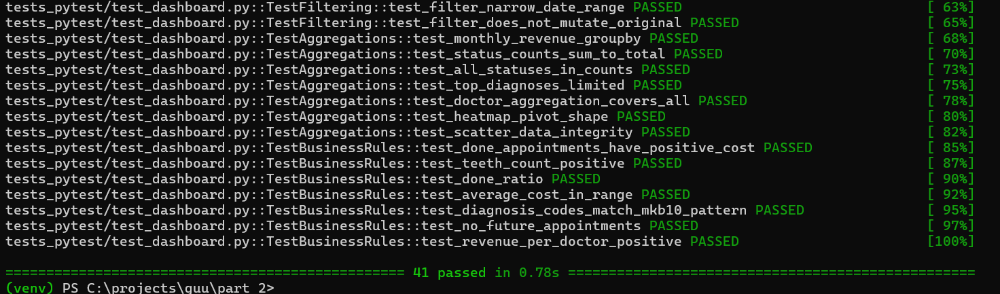 tests_pytest/test_dashboard.py::TestFiltering::test_filter_narrow_date_range PASSED [ 63%]
tests_pytest/test_dashboard.py::TestFiltering::test_filter_does_not_mutate_original PASSED [ 65%]
tests_pytest/test_dashboard.py::TestAggregations::test_monthly_revenue_groupby PASSED [ 68%]
tests_pytest/test_dashboard.py::TestAggregations::test_status_counts_sum_to_total PASSED [ 70%]
tests_pytest/test_dashboard.py::TestAggregations::test_all_statuses_in_counts PASSED [ 73%]
tests_pytest/test_dashboard.py::TestAggregations::test_top_diagnoses_limited PASSED [ 75%]
tests_pytest/test_dashboard.py::TestAggregations::test_doctor_aggregation_covers_all PASSED [ 78%]
tests_pytest/test_dashboard.py::TestAggregations::test_heatmap_pivot_shape PASSED [ 80%]
tests_pytest/test_dashboard.py::TestAggregations::test_scatter_data_integrity PASSED [ 82%]
tests_pytest/test_dashboard.py::TestBusinessRules::test_done_appointments_have_positive_cost PASSED [ 85%]
tests_pytest/test_dashboard.py::TestBusinessRules::test_teeth_count_positive PASSED [ 87%]
tests_pytest/test_dashboard.py::TestBusinessRules::test_done_ratio PASSED [ 90%]
tests_pytest/test_dashboard.py::TestBusinessRules::test_average_cost_in_range PASSED [ 92%]
tests_pytest/test_dashboard.py::TestBusinessRules::test_diagnosis_codes_match_mkb10_pattern PASSED [ 95%]
tests_pytest/test_dashboard.py::TestBusinessRules::test_no_future_appointments PASSED [ 97%]
tests_pytest/test_dashboard.py::TestBusinessRules::test_revenue_per_doctor_positive PASSED [100%]
================================================= 41 passed in 0.78s ==================================================
(venv) PS C:\projects\guu\part 2>